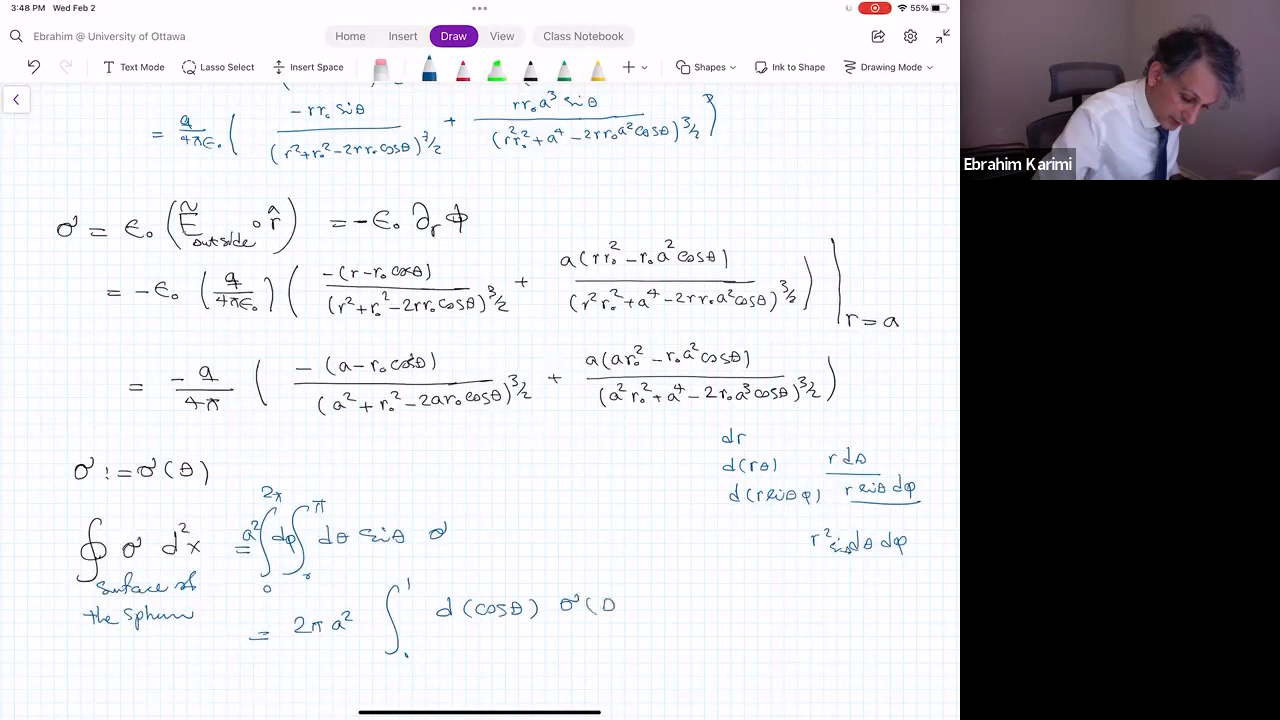 3:48 PM Wed Feb 2
55%
Ebrahim @ University of Ottawa
Home Insert Draw View Class Notebook
Text Mode Lasso Select Insert Space Shapes Ink to Shape Drawing Mode
= q/4πε₀ ( -rr₀ sinθ / (r²+r₀²-2rr₀cosθ)^3/2 + rr₀a³ sinθ / (r²r₀²+a⁴-2rr₀a²cosθ)^3/2 )
σ = ε₀ (E outside ∘ r̂) = -ε₀ ∂ᵣ ϕ
= -ε₀ (q/4πε₀) ( -(r-r₀cosθ) / (r²+r₀²-2rr₀cosθ)^3/2 + a(rr₀²-r₀a²cosθ) / (r²r₀²+a⁴-2rr₀a²cosθ)^3/2 ) | r=a
= -q/4π ( -(a-r₀cosθ) / (a²+r₀²-2ar₀cosθ)^3/2 + a(ar₀²-r₀a²cosθ) / (a²r₀²+a⁴-2r₀a³cosθ)^3/2 )
dr
d(rθ) rdθ
d(r sinθ φ) r sinθ dφ
r² sinθ dθ dφ
σ := σ(θ)
∮ σ d²x = a² ∫₀^2π dφ ∫₀^π dθ sinθ σ
surface of
the sphere
= 2πa² ∫₀^1 d(cosθ) σ(
Ebrahim Karimi